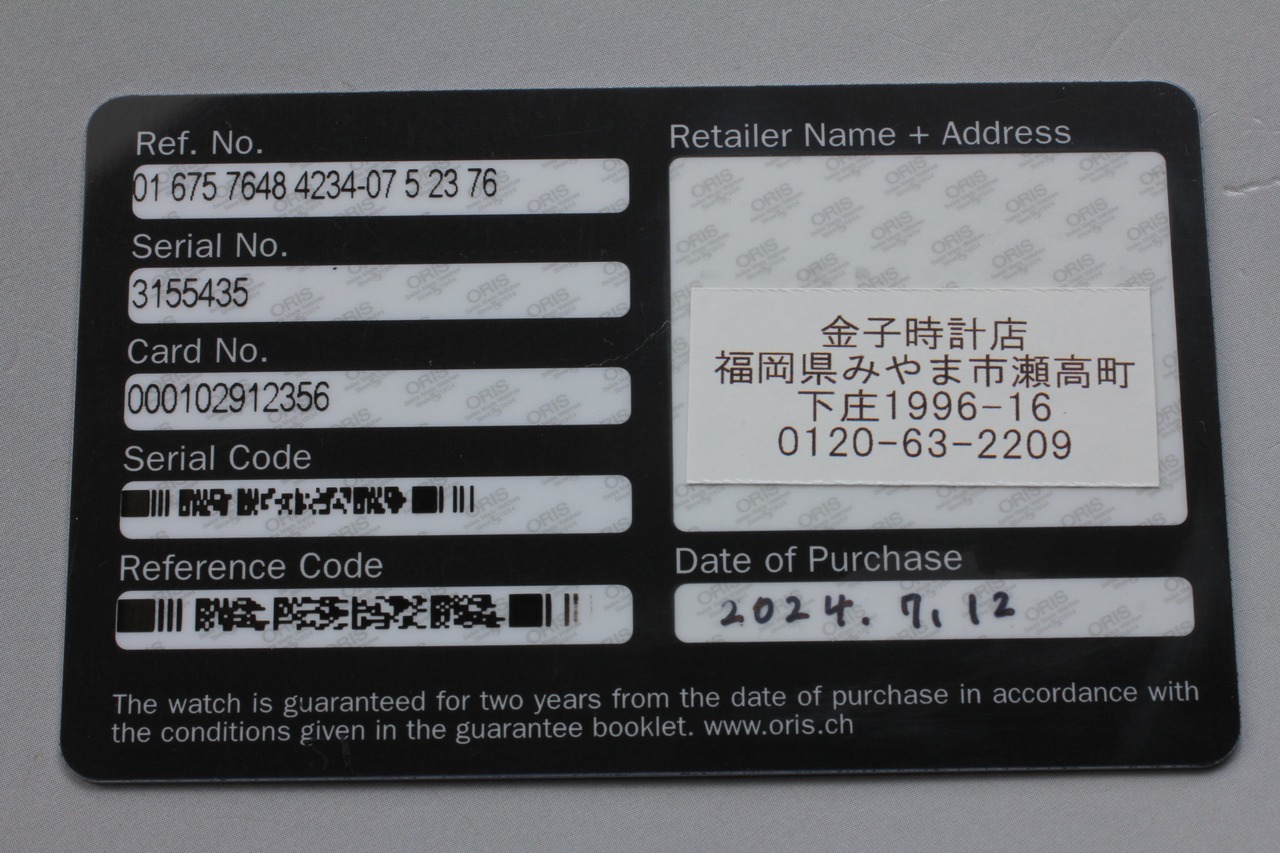 Ref. No.
01 675 7648 4234-07 5 23 76
Serial No.
3155435
Card No.
000102912356
Serial Code
Reference Code
Retailer Name + Address
金子時計店
福岡県みやま市瀬高町
下庄1996-16
0120-63-2209
Date of Purchase
2024. 7, 12
The watch is guaranteed for two years from the date of purchase in accordance with
the conditions given in the guarantee booklet. www.oris.ch